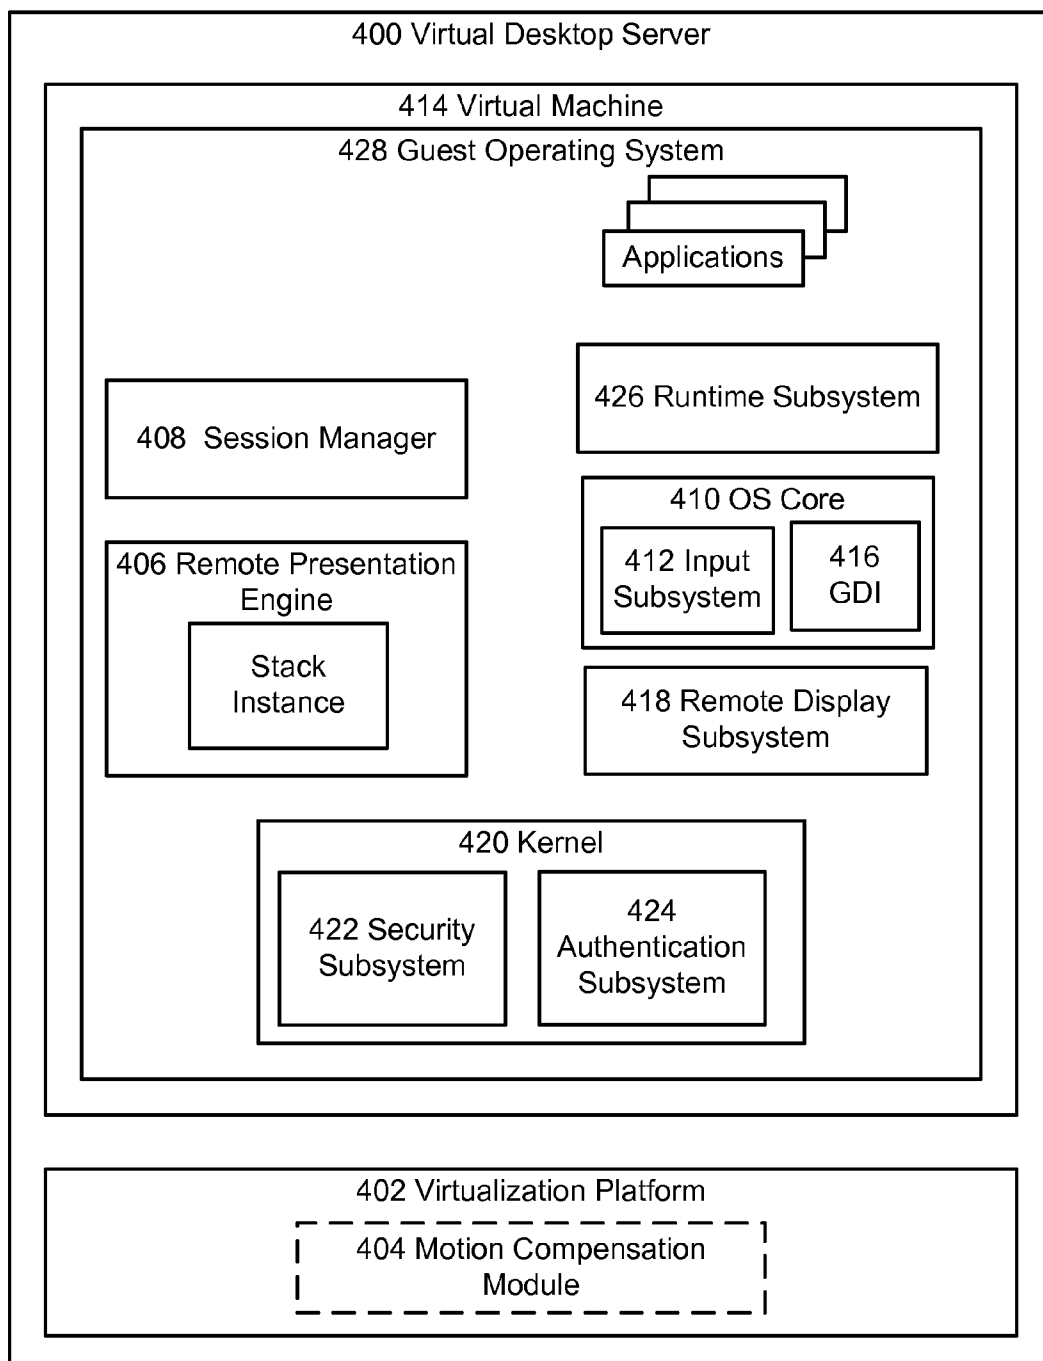 400 Virtual Desktop Server
414 Virtual Machine
428 Guest Operating System
Applications
426 Runtime Subsystem
408 Session Manager
410 OS Core
412 Input
Subsystem
416
GDI
406 Remote Presentation
Engine
Stack
Instance
418 Remote Display
Subsystem
420 Kernel
422 Security
Subsystem
424
Authentication
Subsystem
402 Virtualization Platform
404 Motion Compensation
Module